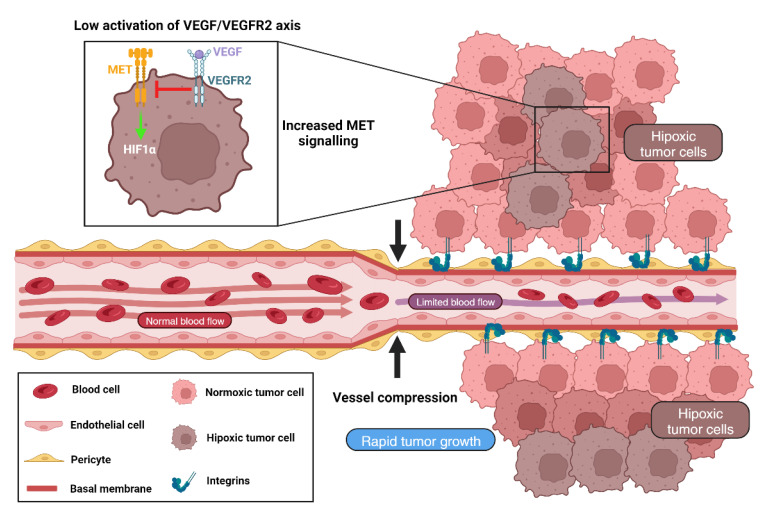 Low activation of VEGF/VEGFR2 axis
VEGF
MET
VEGFR2
HIF1α
Increased MET
signalling
Hipoxic
tumor cells
Normal blood flow
Limited blood flow
Vessel compression
Rapid tumor growth
Hipoxic
tumor cells
Blood cell
Endothelial cell
Pericyte
Basal membrane
Normoxic tumor cell
Hipoxic tumor cell
Integrins